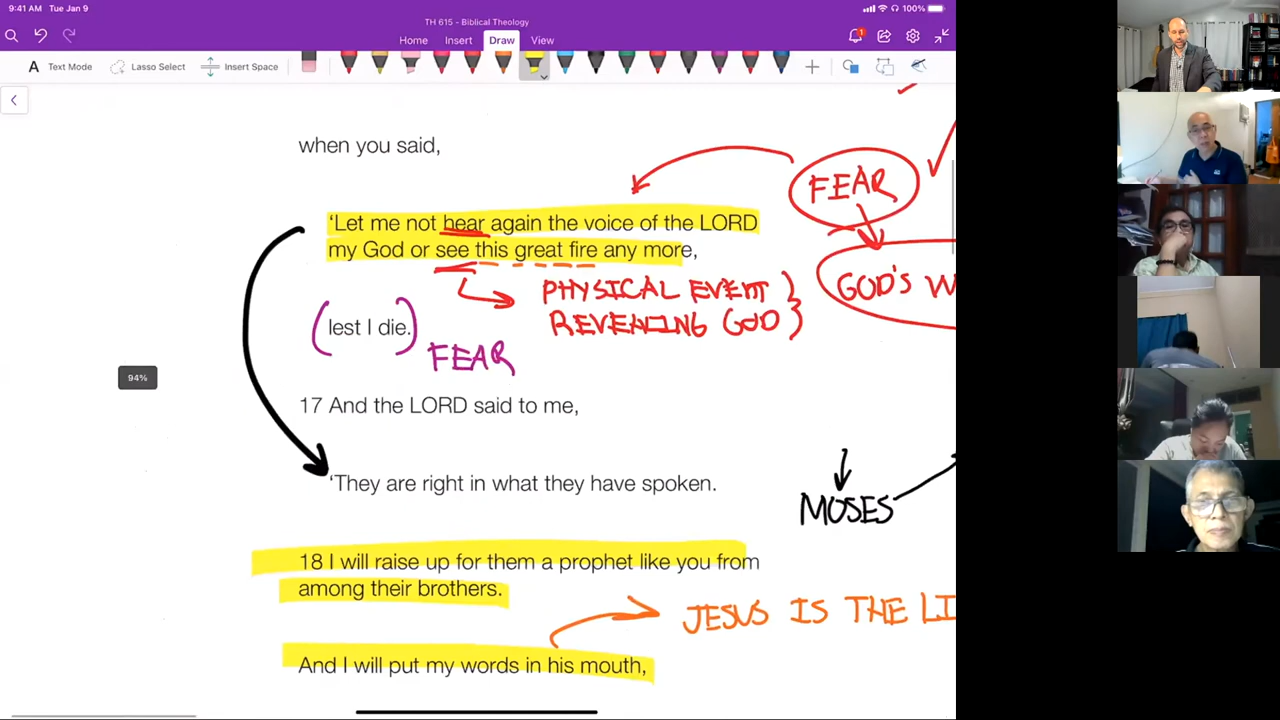 9:41 AM Tue Jan 9
100%
TH 615 - Biblical Theology
Home Insert Draw View
1
A Text Mode Lasso Select Insert Space
when you said,
FEAR
‘Let me not hear again the voice of the LORD
my God or see this great fire any more,
GOD'S W
PHYSICAL EVENT
REVEALING GOD
(lest I die.)
FEAR
94%
17 And the LORD said to me,
‘They are right in what they have spoken.
MOSES
18 I will raise up for them a prophet like you from
among their brothers.
JESUS IS THE LI
And I will put my words in his mouth,